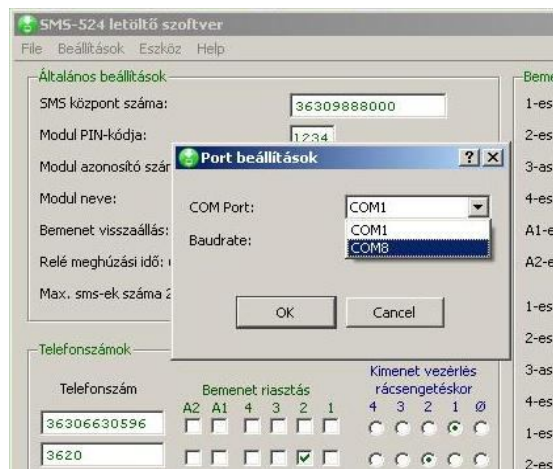 SMS-524 letöltő szoftver
File Beállítások Eszköz Help
Általános beállítások
SMS központ száma: 36309888000
Modul PIN-kódja: 1234
Modul azonosító szám
Modul neve:
Bemenet visszaállás:
Relé meghúzási idő:
Max. sms-ek száma 2
Port beállítások
COM Port: COM1
COM1
COM8
Baudrate:
OK Cancel
Beme
1-es
2-es
3-as
4-es
A1-e
A2-e
1-es
2-es
3-as
4-es
1-es
2-es
Telefonszámok
Telefonszám
Bemenet riasztás
A2 A1 4 3 2 1
Kimenet vezérlés
rácsengetéskor
4 3 2 1 Ø
36306630596
3620